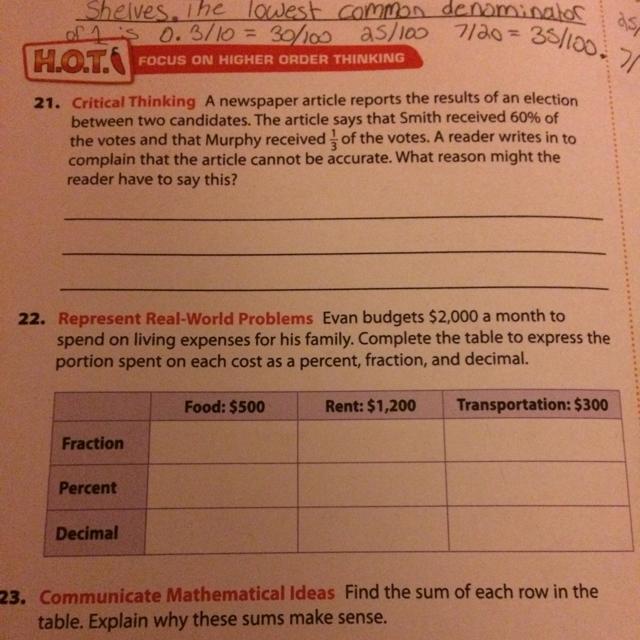 Shelves. The lowest common denominator
of 1 is 0. 3/10 = 30/100 25/100 7/20 = 35/100.
H.O.T. FOCUS ON HIGHER ORDER THINKING
21. Critical Thinking A newspaper article reports the results of an election
between two candidates. The article says that Smith received 60% of
the votes and that Murphy received 1/3 of the votes. A reader writes in to
complain that the article cannot be accurate. What reason might the
reader have to say this?
22. Represent Real-World Problems Evan budgets $2,000 a month to
spend on living expenses for his family. Complete the table to express the
portion spent on each cost as a percent, fraction, and decimal.
Food: $500 Rent: $1,200 Transportation: $300
Fraction
Percent
Decimal
23. Communicate Mathematical Ideas Find the sum of each row in the
table. Explain why these sums make sense.